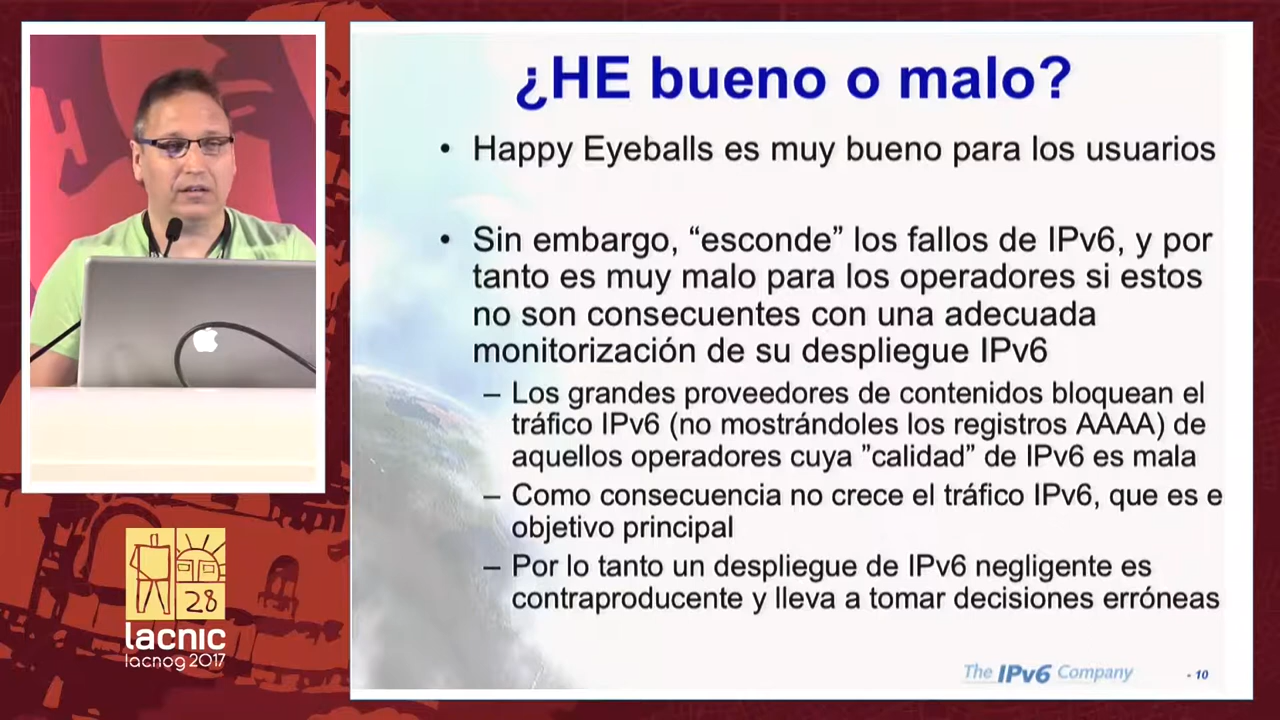 ¿HE bueno o malo?
• Happy Eyeballs es muy bueno para los usuarios
• Sin embargo, “esconde” los fallos de IPv6, y por
tanto es muy malo para los operadores si estos
no son consecuentes con una adecuada
monitorización de su despliegue IPv6
– Los grandes proveedores de contenidos bloquean el
tráfico IPv6 (no mostrándoles los registros AAAA) de
aquellos operadores cuya ”calidad” de IPv6 es mala
– Como consecuencia no crece el tráfico IPv6, que es e
objetivo principal
– Por lo tanto un despliegue de IPv6 negligente es
contraproducente y lleva a tomar decisiones erróneas
The IPv6 Company
- 10
28
lacnic
lacnog 2017